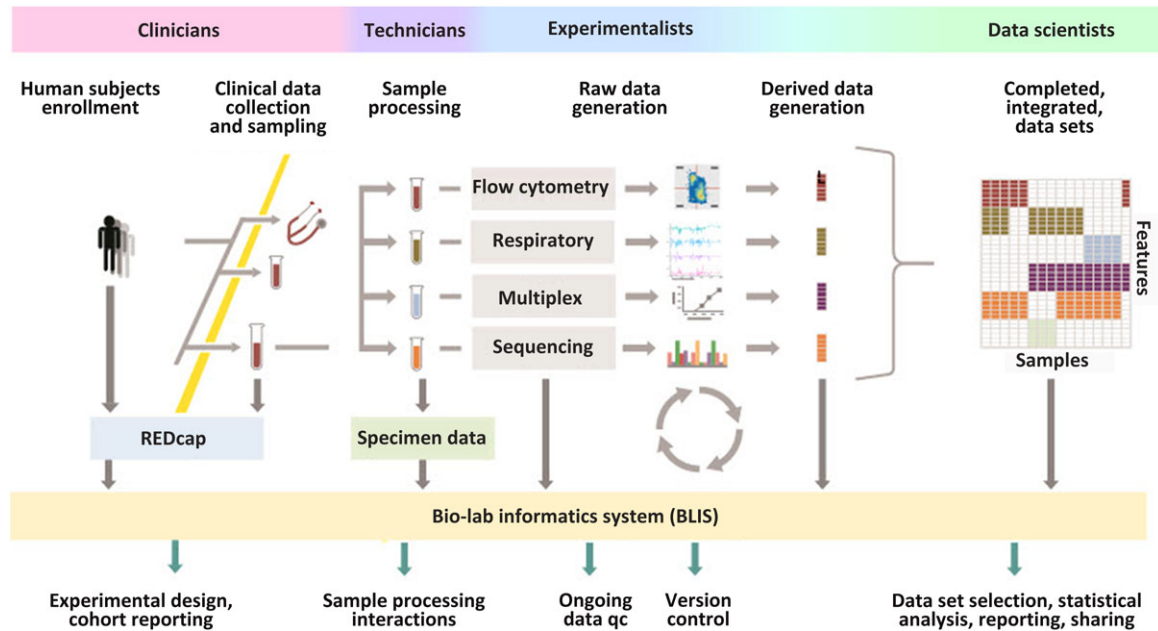 Clinicians
Technicians
Experimentalists
Data scientists
Human subjects
enrollment
Clinical data
collection
and sampling
Sample
processing
Raw data
generation
Derived data
generation
Completed,
integrated,
data sets
Flow cytometry
Respiratory
Multiplex
Sequencing
Features
Samples
REDcap
Specimen data
Bio-lab informatics system (BLIS)
Experimental design,
cohort reporting
Sample processing
interactions
Ongoing
data qc
Version
control
Data set selection, statistical
analysis, reporting, sharing